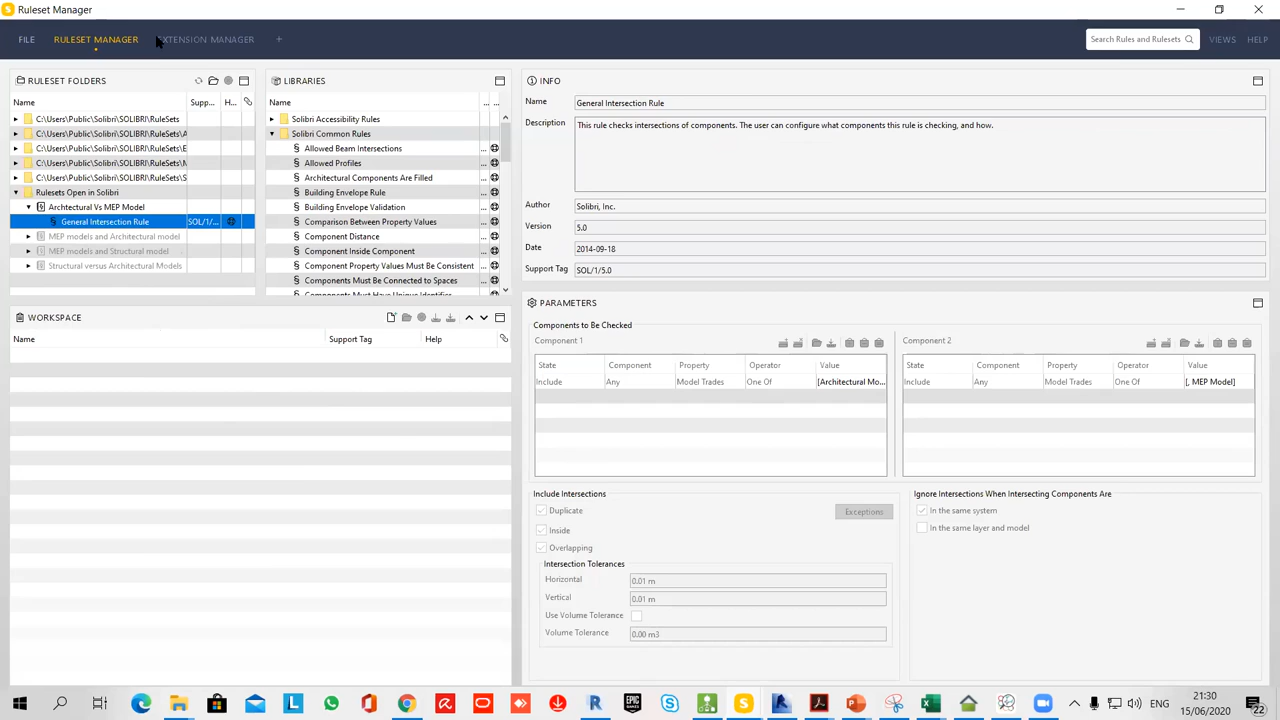 Ruleset Manager
FILE RULESET MANAGER EXTENSION MANAGER +
Search Rules and Rulesets VIEWS HELP
RULESET FOLDERS
Name Supp... H...
C:\Users\Public\Solibri\SOLIBRI\RuleSets
C:\Users\Public\Solibri\SOLIBRI\RuleSets\A
C:\Users\Public\Solibri\SOLIBRI\RuleSets\E
C:\Users\Public\Solibri\SOLIBRI\RuleSets\M
C:\Users\Public\Solibri\SOLIBRI\RuleSets\S
Rulesets Open in Solibri
Archtectural Vs MEP Model
§ General Intersection Rule SOL/1/...
MEP models and Architectural model
MEP models and Structural model
Structural versus Architectural Models
LIBRARIES
Name ... ...
Solibri Accessibility Rules
Solibri Common Rules
§ Allowed Beam Intersections ...
§ Allowed Profiles ...
§ Architectural Components Are Filled ...
§ Building Envelope Rule ...
§ Building Envelope Validation ...
§ Comparison Between Property Values ...
§ Component Distance ...
§ Component Inside Component ...
§ Component Property Values Must Be Consistent ...
§ Components Must Be Connected to Spaces ...
§ Components Must Have Unique Identifier ...
WORKSPACE
Name Support Tag Help
INFO
Name General Intersection Rule
Description This rule checks intersections of components. The user can configure what components this rule is checking, and how.
Author Solibri, Inc.
Version 5.0
Date 2014-09-18
Support Tag SOL/1/5.0
PARAMETERS
Components to Be Checked
Component 1
State Component Property Operator Value
Include Any Model Trades One Of [Architectural Mo...
Component 2
State Component Property Operator Value
Include Any Model Trades One Of [, MEP Model]
Include Intersections
Duplicate Exceptions
Inside
Overlapping
Intersection Tolerances
Horizontal 0.01 m
Vertical 0.01 m
Use Volume Tolerance
Volume Tolerance 0.00 m3
Ignore Intersections When Intersecting Components Are
In the same system
In the same layer and model
ENG
21:30
15/06/2020
22